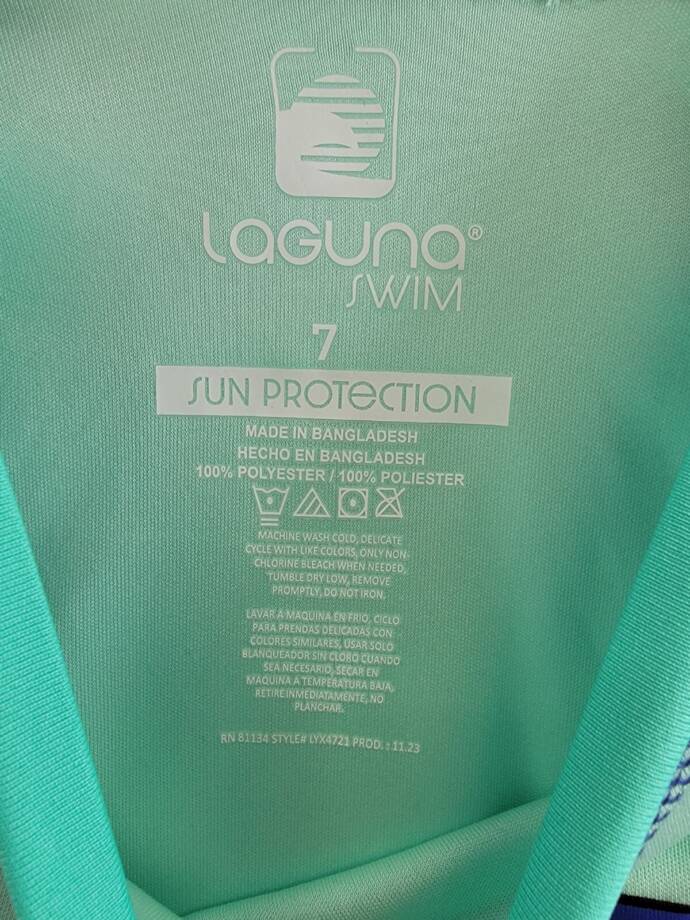 LAGUNA®
SWIM
7
SUN PROTECTION
MADE IN BANGLADESH
HECHO EN BANGLADESH
100% POLYESTER / 100% POLIESTER
MACHINE WASH COLD, DELICATE
CYCLE WITH LIKE COLORS, ONLY NON-
CHLORINE BLEACH WHEN NEEDED,
TUMBLE DRY LOW, REMOVE
PROMPTLY, DO NOT IRON.
LAVAR A MAQUINA EN FRIO, CICLO
PARA PRENDAS DELICADAS CON
COLORES SIMILARES, USAR SOLO
BLANQUEADOR SIN CLORO CUANDO
SEA NECESARIO, SECAR EN
MAQUINA A TEMPERATURA BAJA,
RETIRE INMEDIATAMENTE, NO
PLANCHAR.
RN 81134 STYLE# LYX4721 PROD. : 11.23